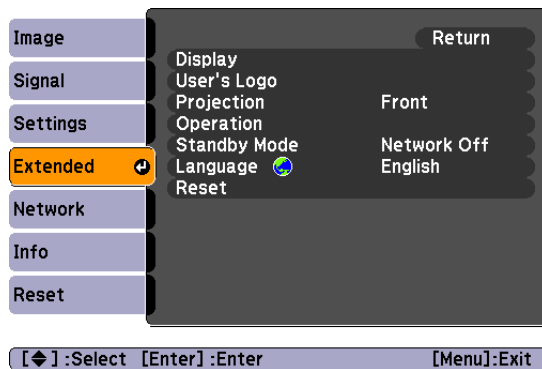 Image
Signal
Settings
Extended
Network
Info
Reset
Return
Display
User's Logo
Projection Front
Operation
Standby Mode Network Off
Language English
Reset
[◆] :Select [Enter] :Enter [Menu]:Exit